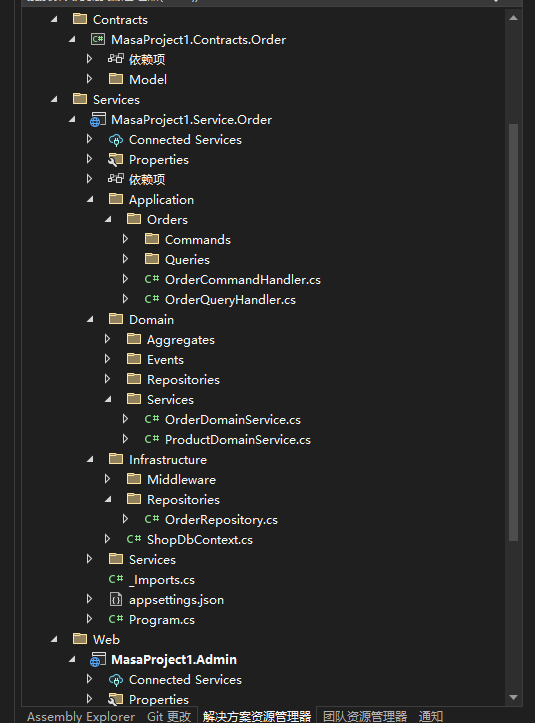 Contracts
C# MasaProject1.Contracts.Order
依赖项
Model
Services
MasaProject1.Service.Order
Connected Services
Properties
依赖项
Application
Orders
Commands
Queries
C# OrderCommandHandler.cs
C# OrderQueryHandler.cs
Domain
Aggregates
Events
Repositories
Services
C# OrderDomainService.cs
C# ProductDomainService.cs
Infrastructure
Middleware
Repositories
C# OrderRepository.cs
C# ShopDbContext.cs
Services
C# _Imports.cs
appsettings.json
C# Program.cs
Web
MasaProject1.Admin
Connected Services
Properties
Assembly Explorer Git 更改 解决方案资源管理器 团队资源管理器 通知